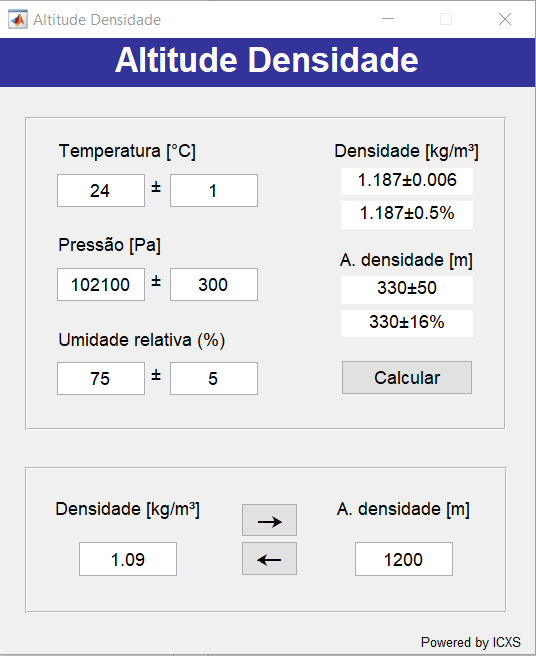 Altitude Densidade
Altitude Densidade
Temperatura [°C]
24 ± 1
Pressão [Pa]
102100 ± 300
Umidade relativa (%)
75 ± 5
Densidade [kg/m³]
1.187±0.006
1.187±0.5%
A. densidade [m]
330±50
330±16%
Calcular
Densidade [kg/m³]
1.09
→
←
A. densidade [m]
1200
Powered by ICXS